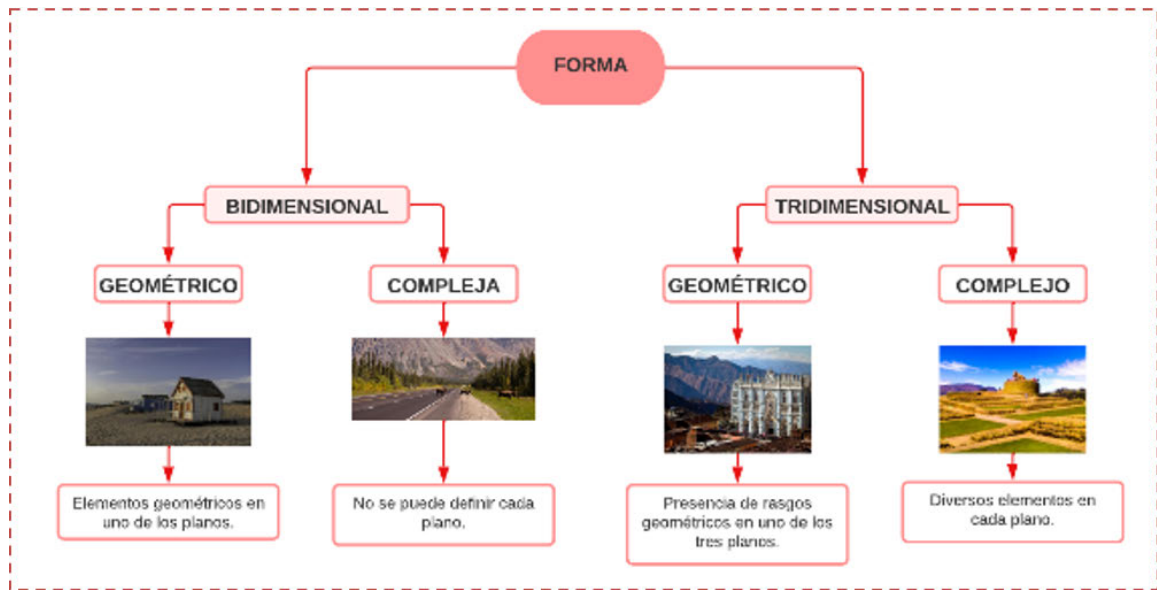 FORMA
BIDIMENSIONAL
TRIDIMENSIONAL
GEOMÉTRICO
COMPLEJA
GEOMÉTRICO
COMPLEJO
Elementos geométricos en
uno de los planos.
No se puede definir cada
plano.
Presencia de rasgos
geométricos en uno de los
tres planos.
Diversos elementos en
cada plano.